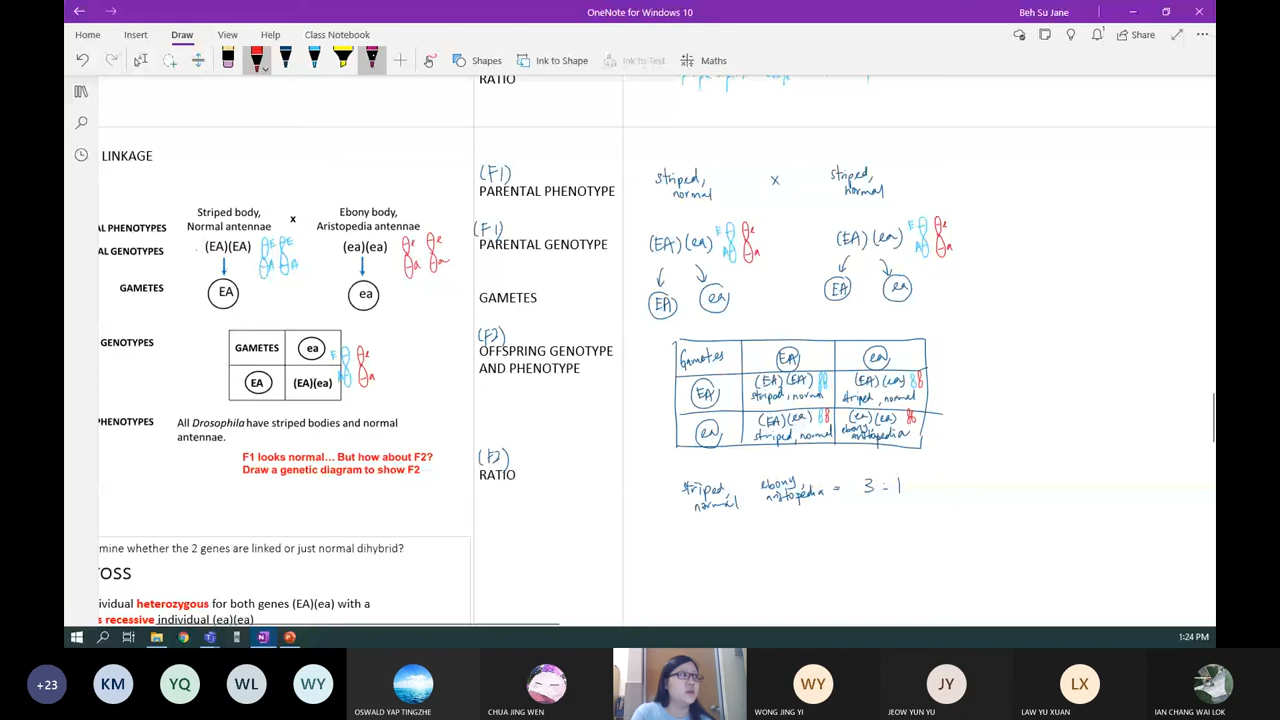 OneNote for Windows 10
Beh Su Jane
Home
Insert
Draw
View
Help
Class Notebook
Share
Shapes
Ink to Shape
Ink to Text
Maths
RATIO
LINKAGE
AL PHENOTYPES
Striped body,
Normal antennae
x
Ebony body,
Aristopedia antennae
AL GENOTYPES
(EA)(EA)
(ea)(ea)
GAMETES
EA
ea
GENOTYPES
GAMETES
ea
EA
(EA)(ea)
PHENOTYPES
All Drosophila have striped bodies and normal
antennae.
F1 looks normal... But how about F2?
Draw a genetic diagram to show F2
mine whether the 2 genes are linked or just normal dihybrid?
OSS
ividual heterozygous for both genes (EA)(ea) with a
s recessive individual (ea)(ea)
(F1)
PARENTAL PHENOTYPE
striped,
normal
x
striped,
normal
(F1)
PARENTAL GENOTYPE
(EA)(ea)
E e
A a
(EA)(ea)
E e
A a
GAMETES
EA
ea
EA
ea
(F2)
OFFSPRING GENOTYPE
AND PHENOTYPE
Gametes
EA
ea
EA
(EA)(EA)
striped, normal
(EA)(ea)
striped, normal
ea
(EA)(ea)
striped, normal
(ea)(ea)
ebony,
aristopedia
(F2)
RATIO
striped,
normal
ebony,
aristopedia
= 3 : 1
1:24 PM
+23
KM
YQ
WL
WY
OSWALD YAP TINGZHE
CHUA JING WEN
WY
WONG JING YI
JY
JEOW YUN YU
LX
LAW YU XUAN
IAN CHANG WAI LOK